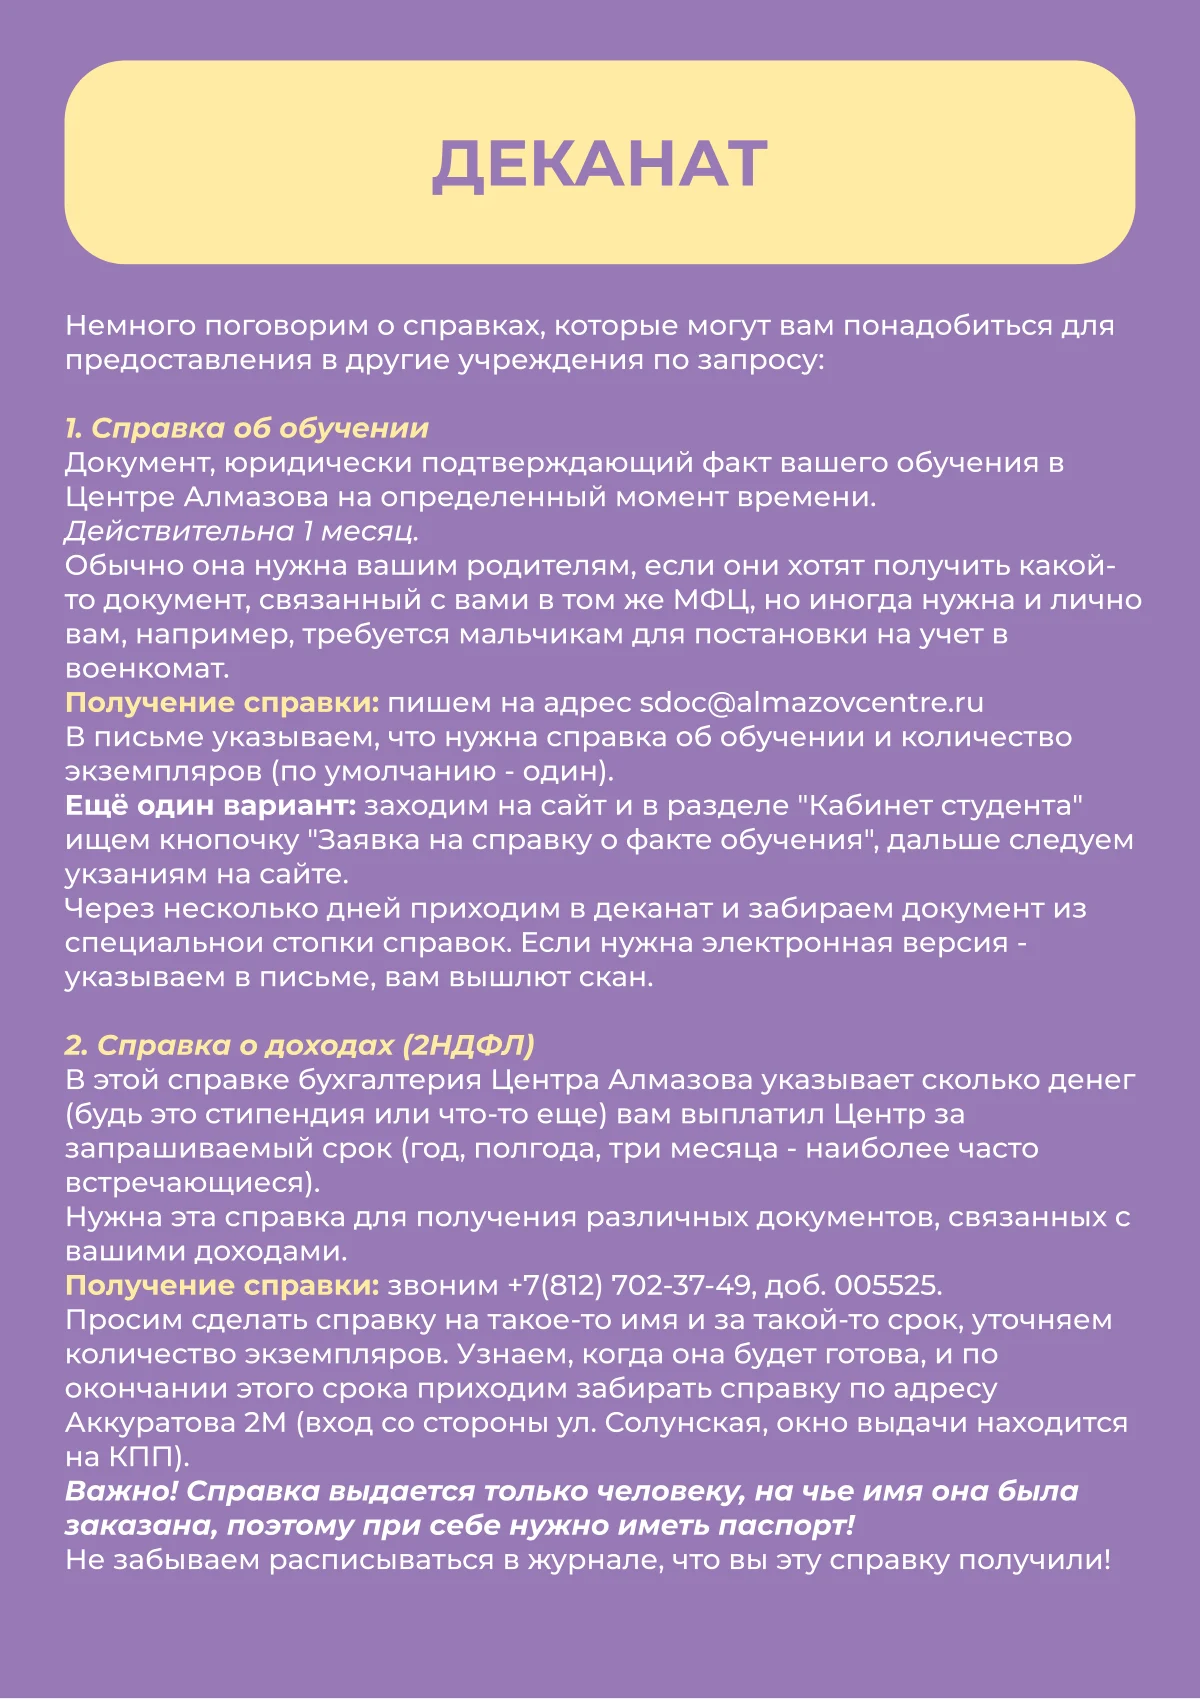 ДЕКАНАТ
Немного поговорим о справках, которые могут вам понадобиться для
предоставления в другие учреждения по запросу:
1. Справка об обучении
Документ, юридически подтверждающий факт вашего обучения в
Центре Алмазова на определенный момент времени.
Действительна 1 месяц.
Обычно она нужна вашим родителям, если они хотят получить какой-
то документ, связанный с вами в том же МФЦ, но иногда нужна и лично
вам, например, требуется мальчикам для постановки на учет в
военкомат.
Получение справки: пишем на адрес sdoc@almazovcentre.ru
В письме указываем, что нужна справка об обучении и количество
экземпляров (по умолчанию - один).
Ещё один вариант: заходим на сайт и в разделе "Кабинет студента"
ищем кнопочку "Заявка на справку о факте обучения", дальше следуем
укзаниям на сайте.
Через несколько дней приходим в деканат и забираем документ из
специальнои стопки справок. Если нужна электронная версия -
указываем в письме, вам вышлют скан.
2. Справка о доходах (2НДФЛ)
В этой справке бухгалтерия Центра Алмазова указывает сколько денег
(будь это стипендия или что-то еще) вам выплатил Центр за
запрашиваемый срок (год, полгода, три месяца - наиболее часто
встречающиеся).
Нужна эта справка для получения различных документов, связанных с
вашими доходами.
Получение справки: звоним +7(812) 702-37-49, доб. 005525.
Просим сделать справку на такое-то имя и за такой-то срок, уточняем
количество экземпляров. Узнаем, когда она будет готова, и по
окончании этого срока приходим забирать справку по адресу
Аккуратова 2М (вход со стороны ул. Солунская, окно выдачи находится
на КПП).
Важно! Справка выдается только человеку, на чье имя она была
заказана, поэтому при себе нужно иметь паспорт!
Не забываем расписываться в журнале, что вы эту справку получили!